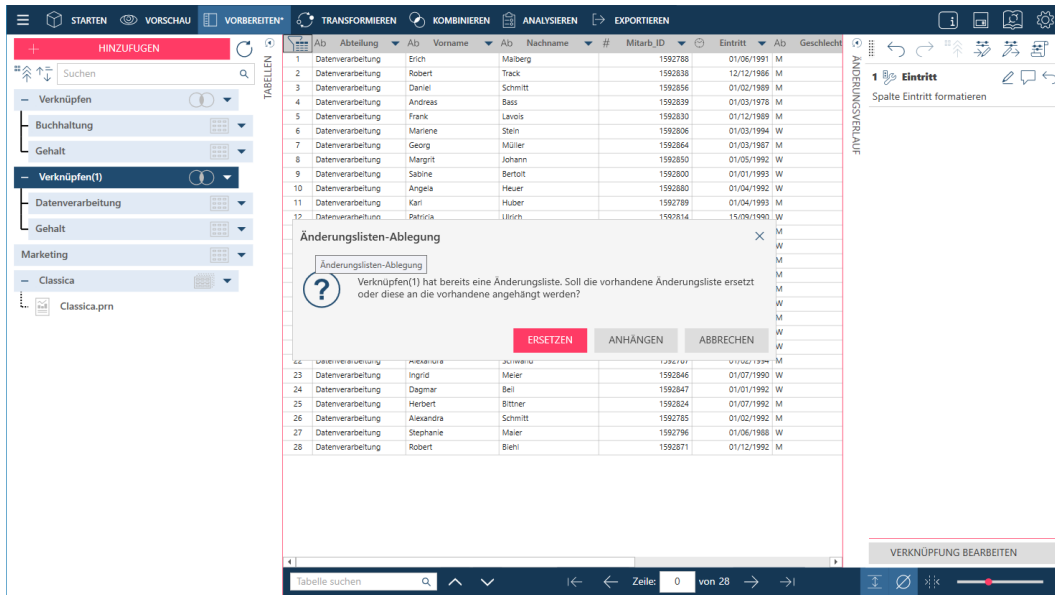 STARTEN VORSCHAU VORBEREITEN* TRANSFORMIEREN KOMBINIEREN ANALYSIEREN EXPORTIEREN
HINZUFÜGEN
Suchen
Verknüpfen
Buchhaltung
Gehalt
Verknüpfen(1)
Datenverarbeitung
Gehalt
Marketing
Classica
Classica.prn
TABELLEN
Ab Abteilung Ab Vorname Ab Nachname # Mitarb_ID Eintritt Ab Geschlecht
1 Datenverarbeitung Erich Maiberg 1592788 01/06/1991 M
2 Datenverarbeitung Robert Track 1592838 12/12/1986 M
3 Datenverarbeitung Daniel Schmitt 1592856 01/02/1989 M
4 Datenverarbeitung Andreas Bass 1592839 01/03/1978 M
5 Datenverarbeitung Frank Lavois 1592830 01/12/1989 M
6 Datenverarbeitung Marlene Stein 1592806 01/03/1994 W
7 Datenverarbeitung Georg Müller 1592864 01/03/1987 M
8 Datenverarbeitung Margrit Johann 1592850 01/05/1992 W
9 Datenverarbeitung Sabine Bertolt 1592800 01/01/1993 W
10 Datenverarbeitung Angela Heuer 1592880 01/04/1992 W
11 Datenverarbeitung Karl Huber 1592789 01/04/1993 M
12 Datenverarbeitung Patricia Ulrich 1592814 15/09/1990 W
M
W
M
M
M
W
M
W
W
Änderungslisten-Ablegung
Änderungslisten-Ablegung
Verknüpfen(1) hat bereits eine Änderungsliste. Soll die vorhandene Änderungsliste ersetzt
oder diese an die vorhandene angehängt werden?
ERSETZEN ANHÄNGEN ABBRECHEN
22 Datenverarbeitung Alexandra Schwand 1592787 01/02/1994 M
23 Datenverarbeitung Ingrid Meier 1592846 01/07/1990 W
24 Datenverarbeitung Dagmar Beil 1592847 01/01/1992 W
25 Datenverarbeitung Herbert Bittner 1592824 01/07/1992 M
26 Datenverarbeitung Alexandra Schmitt 1592785 01/02/1992 M
27 Datenverarbeitung Stephanie Maier 1592796 01/06/1988 W
28 Datenverarbeitung Robert Biehl 1592871 01/12/1992 M
Tabelle suchen Zeile: 0 von 28
ÄNDERUNGSVERLAUF
1 Eintritt
Spalte Eintritt formatieren
VERKNÜPFUNG BEARBEITEN